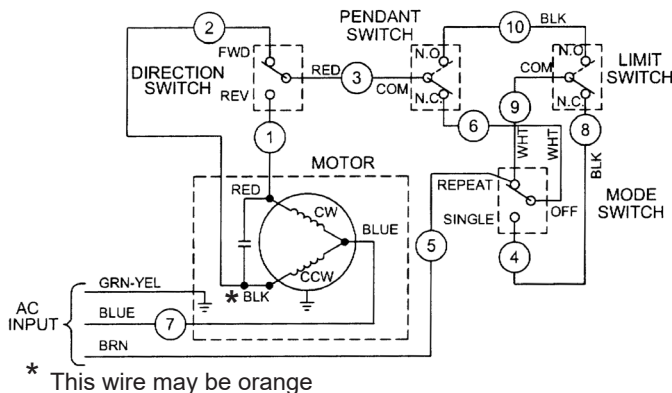 2
PENDANT SWITCH
10
BLK
FWD
N.O
N.O
DIRECTION SWITCH
RED
3
COM
COM
LIMIT SWITCH
REV
N.C
N.C
9
6
8
1
WHT
WHT
BLK
MOTOR
RED
CW
BLUE
REPEAT
OFF
MODE SWITCH
SINGLE
5
4
CCW
GRN-YEL
* BLK
AC INPUT
BLUE
7
BRN
* This wire may be orange